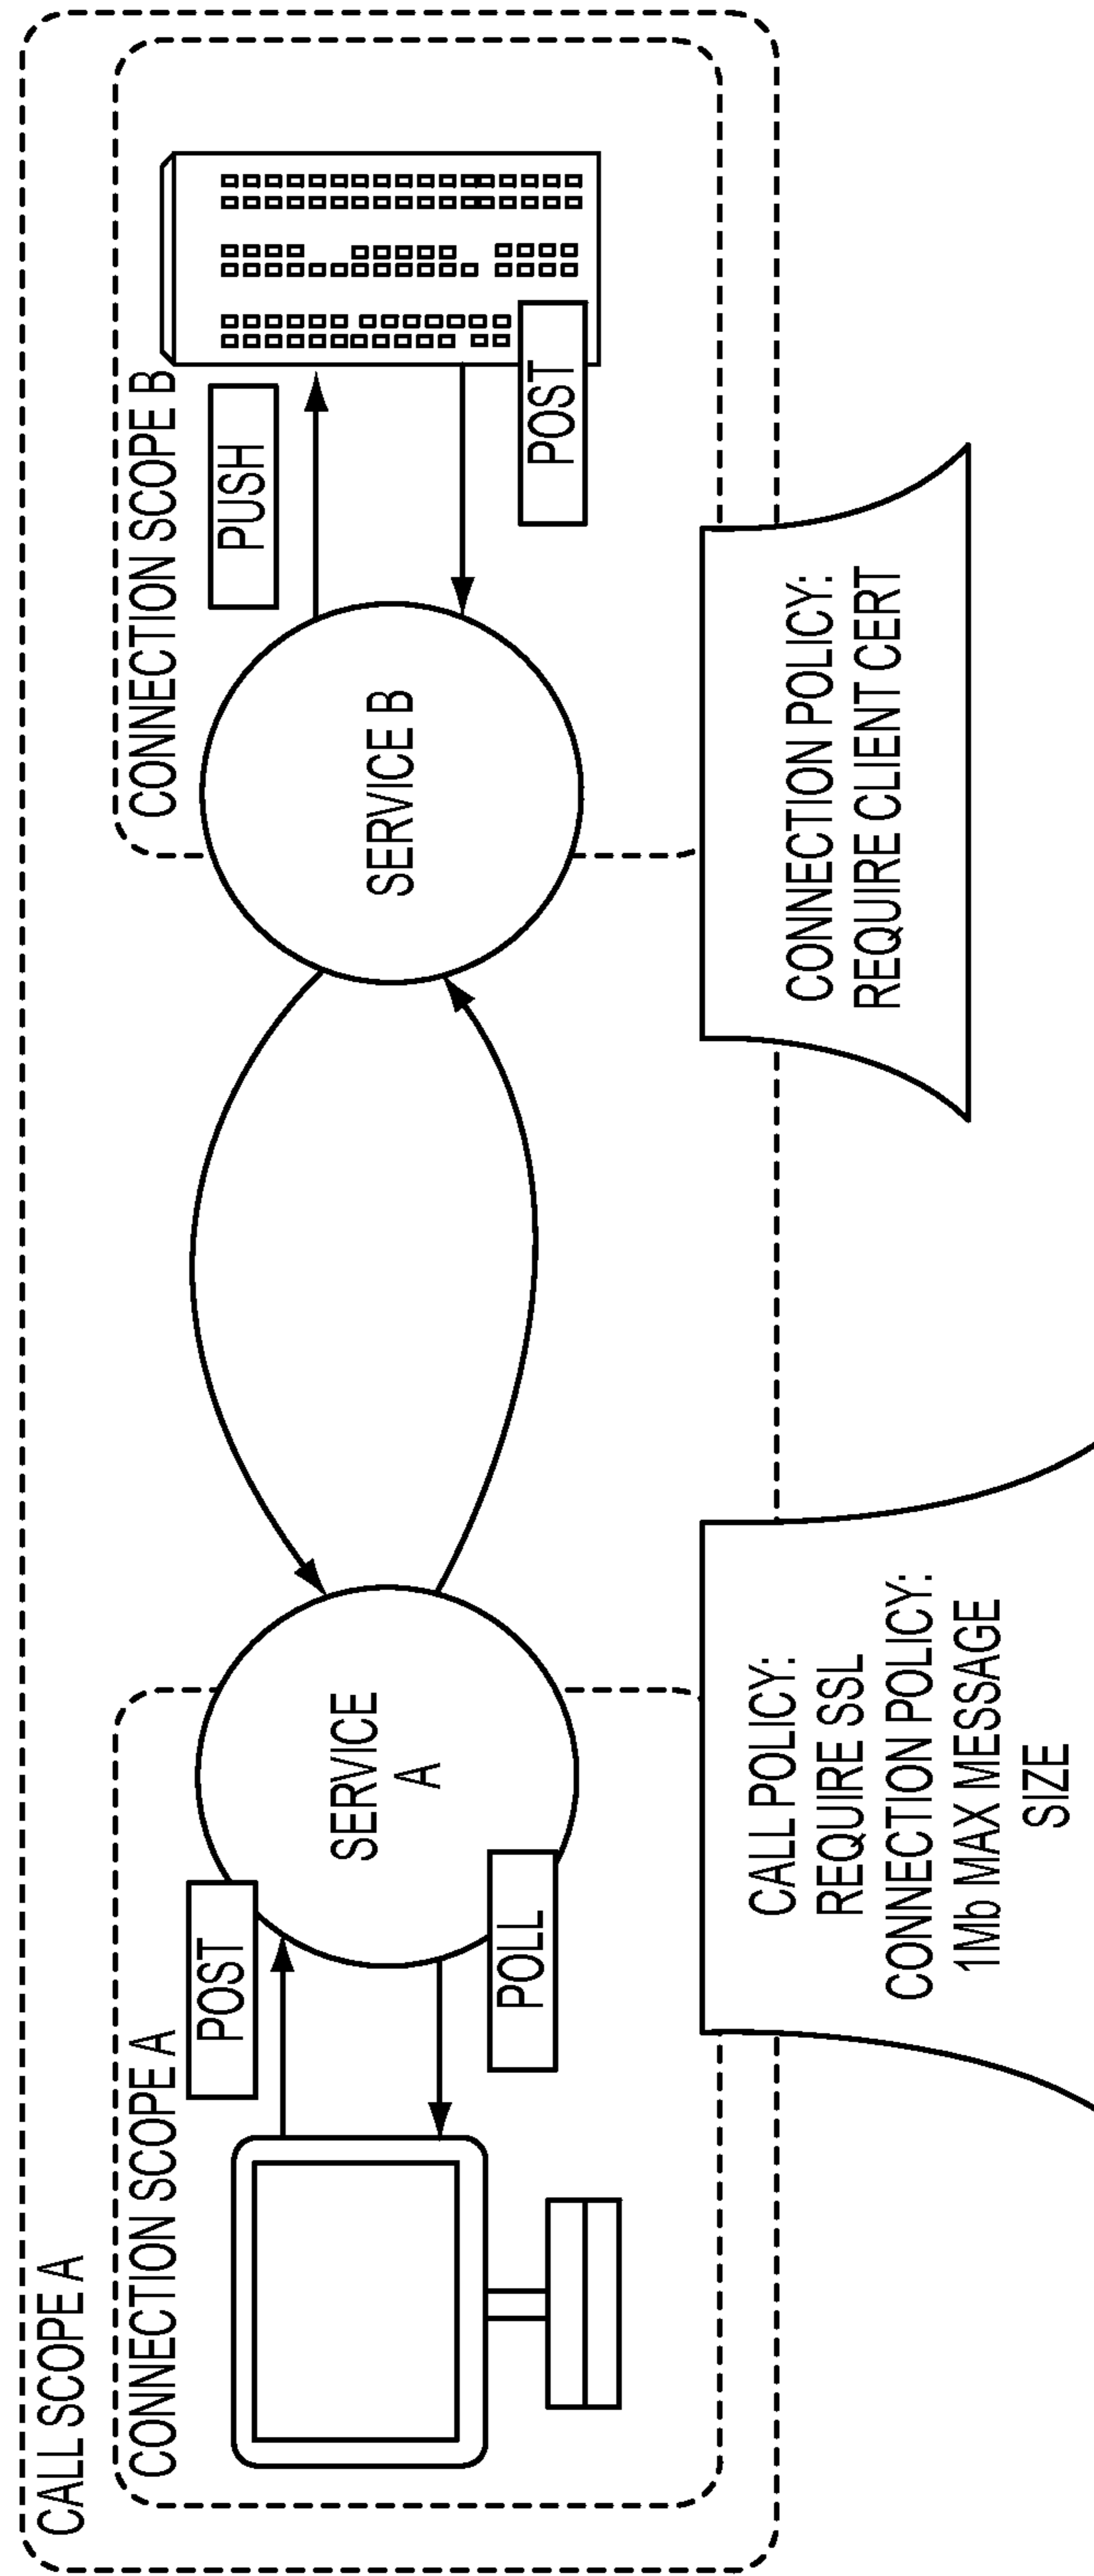 CALL SCOPE A
CONNECTION SCOPE A
POST
SERVICE
A
POLL
CONNECTION SCOPE B
PUSH
SERVICE B
POST
CALL POLICY:
REQUIRE SSL
CONNECTION POLICY:
1Mb MAX MESSAGE
SIZE
CONNECTION POLICY:
REQUIRE CLIENT CERT